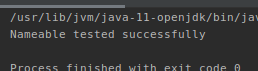 /usr/lib/jvm/java-11-openjdk/bin/jav
Nameable tested successfully
Process finished with exit code 0